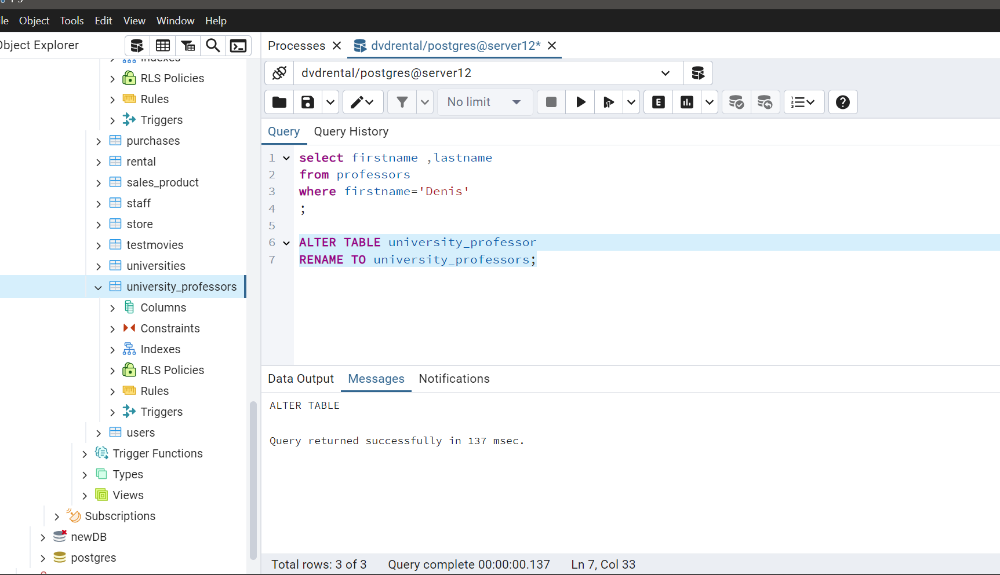 le Object Tools Edit View Window Help
Object Explorer
Processes
dvdrental/postgres@server12*
dvdrental/postgres@server12
No limit
Query Query History
1 select firstname ,lastname
2 from professors
3 where firstname='Denis'
4 ;
5
6 ALTER TABLE university_professor
7 RENAME TO university_professors;
Indexes
RLS Policies
Rules
Triggers
purchases
rental
sales_product
staff
store
testmovies
universities
university_professors
Columns
Constraints
Indexes
RLS Policies
Rules
Triggers
users
Trigger Functions
Types
Views
Subscriptions
newDB
postgres
Data Output Messages Notifications
ALTER TABLE
Query returned successfully in 137 msec.
Total rows: 3 of 3 Query complete 00:00:00.137 Ln 7, Col 33